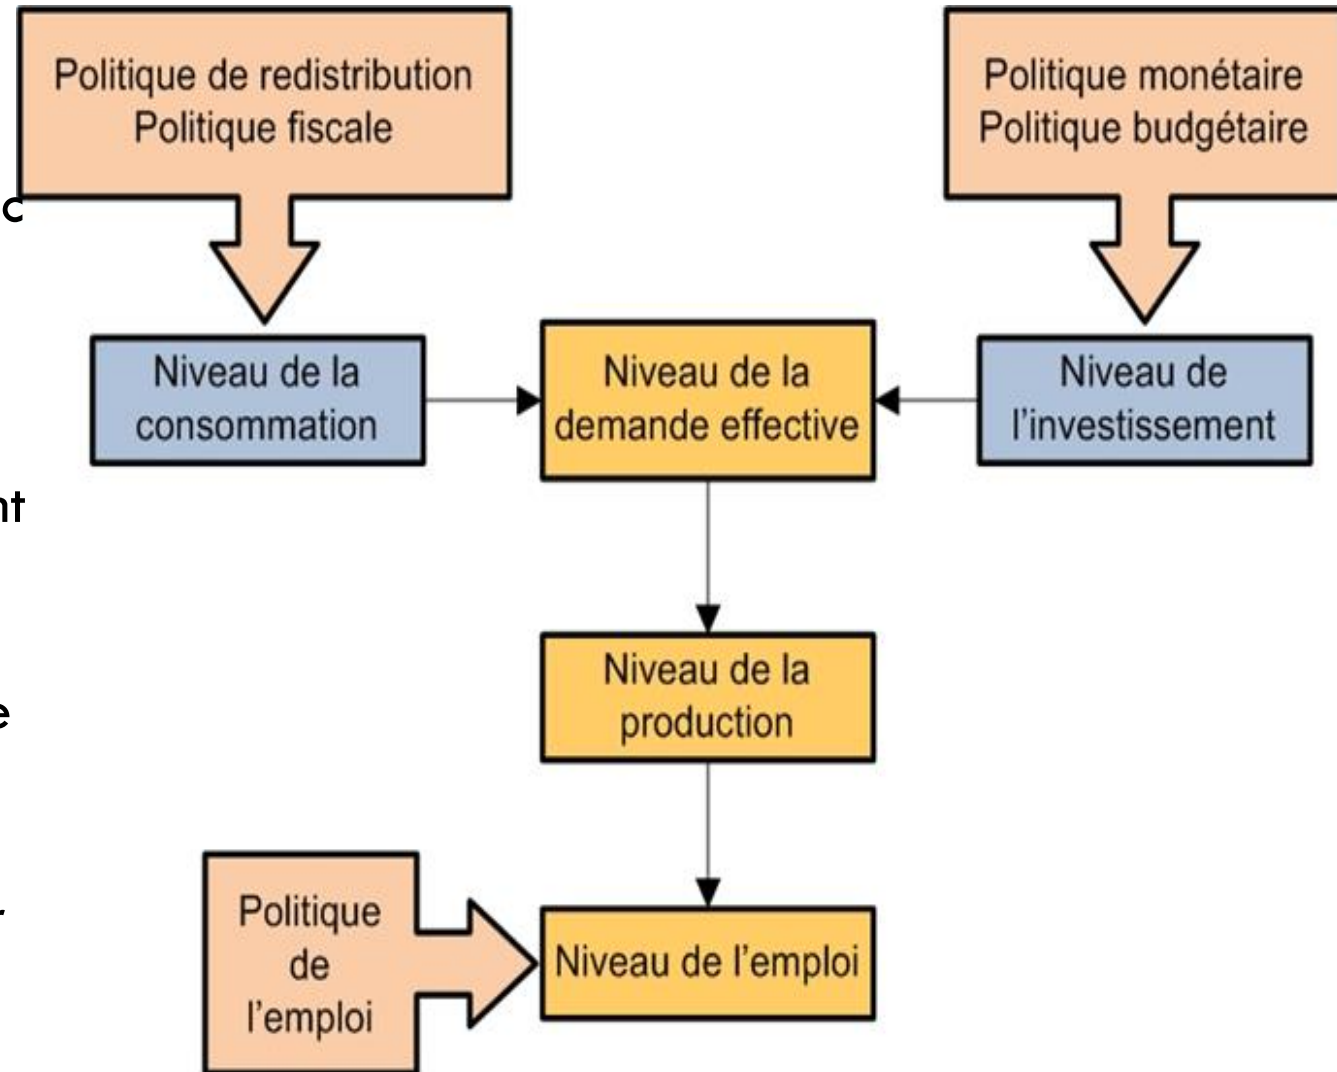 Politique de redistribution
Politique fiscale
Politique monétaire
Politique budgétaire
c
Niveau de la
consommation
Niveau de la
demande effective
Niveau de
l'investissement
nt
Niveau de la
production
e
Politique
de
l'emploi
Niveau de l'emploi